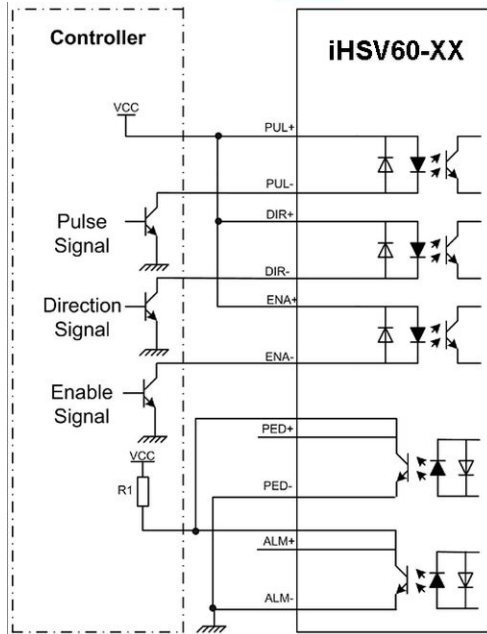 Controller
iHSV60-XX
VCC
PUL+
PUL-
Pulse
Signal
DIR+
DIR-
Direction
Signal
ENA+
ENA-
Enable
Signal
PED+
VCC
R1
PED-
ALM+
ALM-